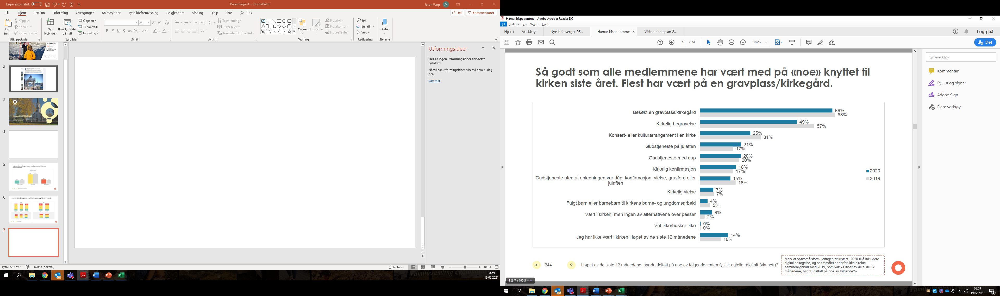 Lagre automatisk
Presentasjon1 - PowerPoint
Jorun Vang
JV
Fil Hjem Sett inn Utforming Overganger Animasjoner Lysbildefremvisning Se gjennom Visning Hjelp 360° Søk
Del Kommentarer
Lim inn
Klipp ut
Kopier
Kopier format
Utklippstavle
Nytt lysbilde
Bruk lysbilder på nytt
Oppsett
Tilbakestill
Inndeling
Lysbilder
24
F K U S ab AV Aa A
Skrift
Avsnitt
Tekstretning
Juster tekst
Konverter til SmartArt
Ordne
Hurtigstiler
Figurfyll
Figurkontur
Figureffekter
Tegning
Søk
Erstatt
Velg
Redigering
Dikter
Stemme
2
3
HAMAR BISPEDØMME
4
5
6
7
Utformingsideer
Det er ingen utformingsideer for dette
lysbildet.
Når vi har utformingsideer, viser vi dem til deg
her.
Lær mer
Lysbilde 7 av 7
Norsk (bokmål)
Notater
103 %
08.59
19.02.2021
Hamar bispedømme - Adobe Acrobat Reader DC
Fil Rediger Vis Vindu Hjelp
Hjem Verktøy
Nye kirkeverger 05...
Hamar bispedømme
Virksomhetsplan 2...
Logg på
15 / 44
107%
Del
Så godt som alle medlemmene har vært med på «noe» knyttet til
kirken siste året. Flest har vært på en gravplass/kirkegård.
Besøkt en gravplass/kirkegård 66%
68%
Kirkelig begravelse 49%
57%
Konsert- eller kulturarrangement i en kirke 25%
31%
Gudstjeneste på julaften 21%
17%
Gudstjeneste med dåp 20%
20%
Kirkelig konfirmasjon 18%
17%
Gudstjeneste uten at anledningen var dåp, konfirmasjon, vielse, gravferd eller
julaften
15%
18%
Kirkelig vielse 7%
7%
Fulgt barn eller barnebarn til kirkens barne- og ungdomsarbeid 4%
5%
Vært i kirken, men ingen av alternativene over passer 6%
2%
Vet ikke/husker ikke 0%
0%
Jeg har ikke vært i kirken i løpet av de siste 12 månedene 14%
10%
2020
2019
n= 244
? I løpet av de siste 12 månedene, har du deltatt på noe av følgende, enten fysisk og/eller digitalt (via nett)?
Merk at spørsmålsformuleringen er justert i 2020 til å inkludere
digital deltagelse, og spørsmålet er derfor ikke direkte
sammenlignbart med 2019, som var: «I løpet av de siste 12
månedene, har du deltatt på noe av følgende?»
338,7 x 190,5 mm
Søkeverktøy
Kommentar
Fyll ut og signer
Adobe Sign
Flere verktøy
08.59
19.02.2021
2